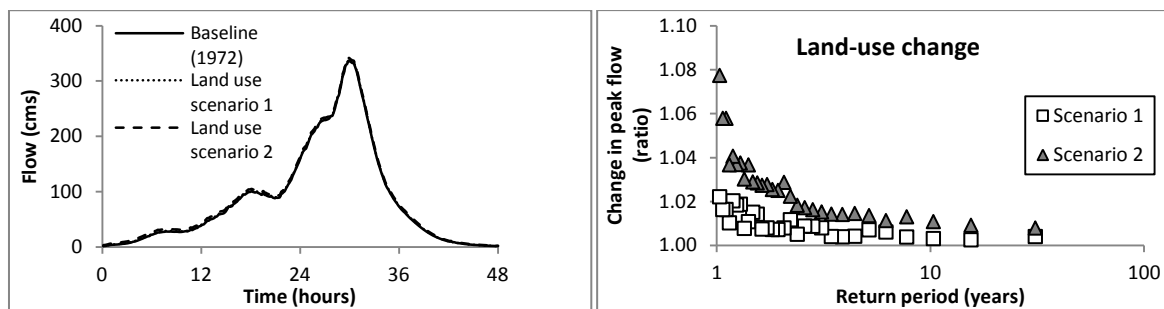 400
300
200
100
0
Flow (cms)
0
12
24
36
48
Time (hours)
Baseline
(1972)
Land use
scenario 1
Land use
scenario 2
Land-use change
1.10
1.08
1.06
1.04
1.02
1.00
Change in peak flow
(ratio)
1
10
100
Return period (years)
Scenario 1
Scenario 2